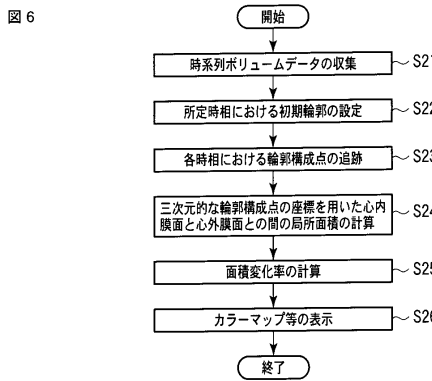 図6
開始
時系列ボリュームデータの収集
S21
所定時相における初期輪郭の設定
S22
各時相における輪郭構成点の追跡
S23
三次元的な輪郭構成点の座標を用いた心内
膜面と心外膜面との間の局所面積の計算
S24
面積変化率の計算
S25
カラーマップ等の表示
S26
終了